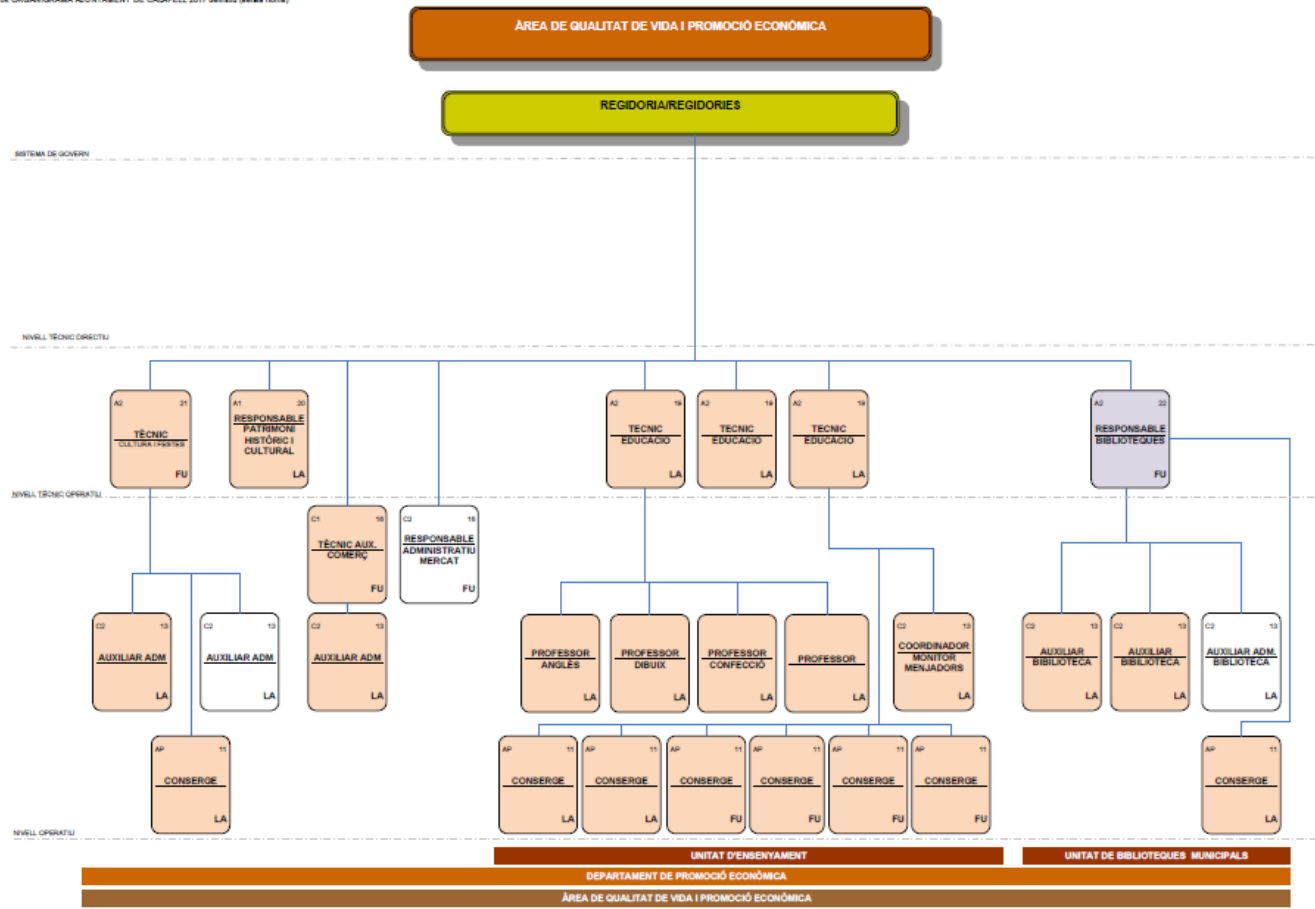 ORGANIGRAMA AJUNTAMENT DE CALAFELL 2017 definitiu (sense noms)
ÀREA DE QUALITAT DE VIDA I PROMOCIÓ ECONÒMICA
REGIDORIA/REGIDORIES
SISTEMA DE GOVERN
NIVELL TÈCNIC DIRECTIU
A2 21
TÈCNIC
CULTURA I FESTES
FU
A1 20
RESPONSABLE
PATRIMONI
HISTÒRIC I
CULTURAL
LA
A2 19
TECNIC
EDUCACIO
LA
A2 19
TECNIC
EDUCACIO
LA
A2 19
TECNIC
EDUCACIO
LA
A2 22
RESPONSABLE
BIBLIOTEQUES
FU
NIVELL TÈCNIC OPERATIU
C1 16
TÈCNIC AUX.
COMERÇ
FU
C2 16
RESPONSABLE
ADMINISTRATIU
MERCAT
FU
C2 13
AUXILIAR ADM
LA
C2 13
AUXILIAR ADM
LA
C2 13
AUXILIAR ADM
LA
PROFESSOR
ANGLÈS
LA
PROFESSOR
DIBUIX
LA
PROFESSOR
CONFECCIÓ
LA
PROFESSOR
LA
C2 13
COORDINADOR
MONITOR
MENJADORS
LA
C2 13
AUXILIAR
BIBILIOTECA
LA
C2 13
AUXILIAR
BIBILIOTECA
LA
C2 13
AUXILIAR ADM.
BIBLIOTECA
LA
AP 11
CONSERGE
LA
AP 11
CONSERGE
LA
AP 11
CONSERGE
LA
AP 11
CONSERGE
FU
AP 11
CONSERGE
FU
AP 11
CONSERGE
FU
AP 11
CONSERGE
FU
AP 11
CONSERGE
LA
NIVELL OPERATIU
UNITAT D'ENSENYAMENT
UNITAT DE BIBLIOTEQUES MUNICIPALS
DEPARTAMENT DE PROMOCIÓ ECONÒMICA
ÀREA DE QUALITAT DE VIDA I PROMOCIÓ ECONÒMICA